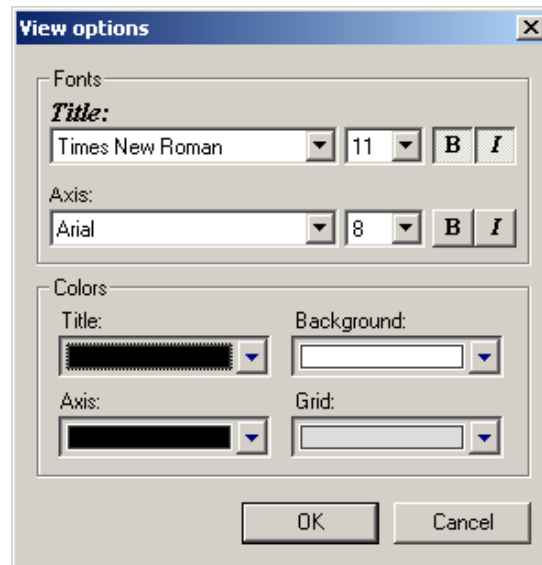 View options
Fonts
Title:
Times New Roman 11 B I
Axis:
Arial 8 B I
Colors
Title: Background:
Axis: Grid:
OK Cancel